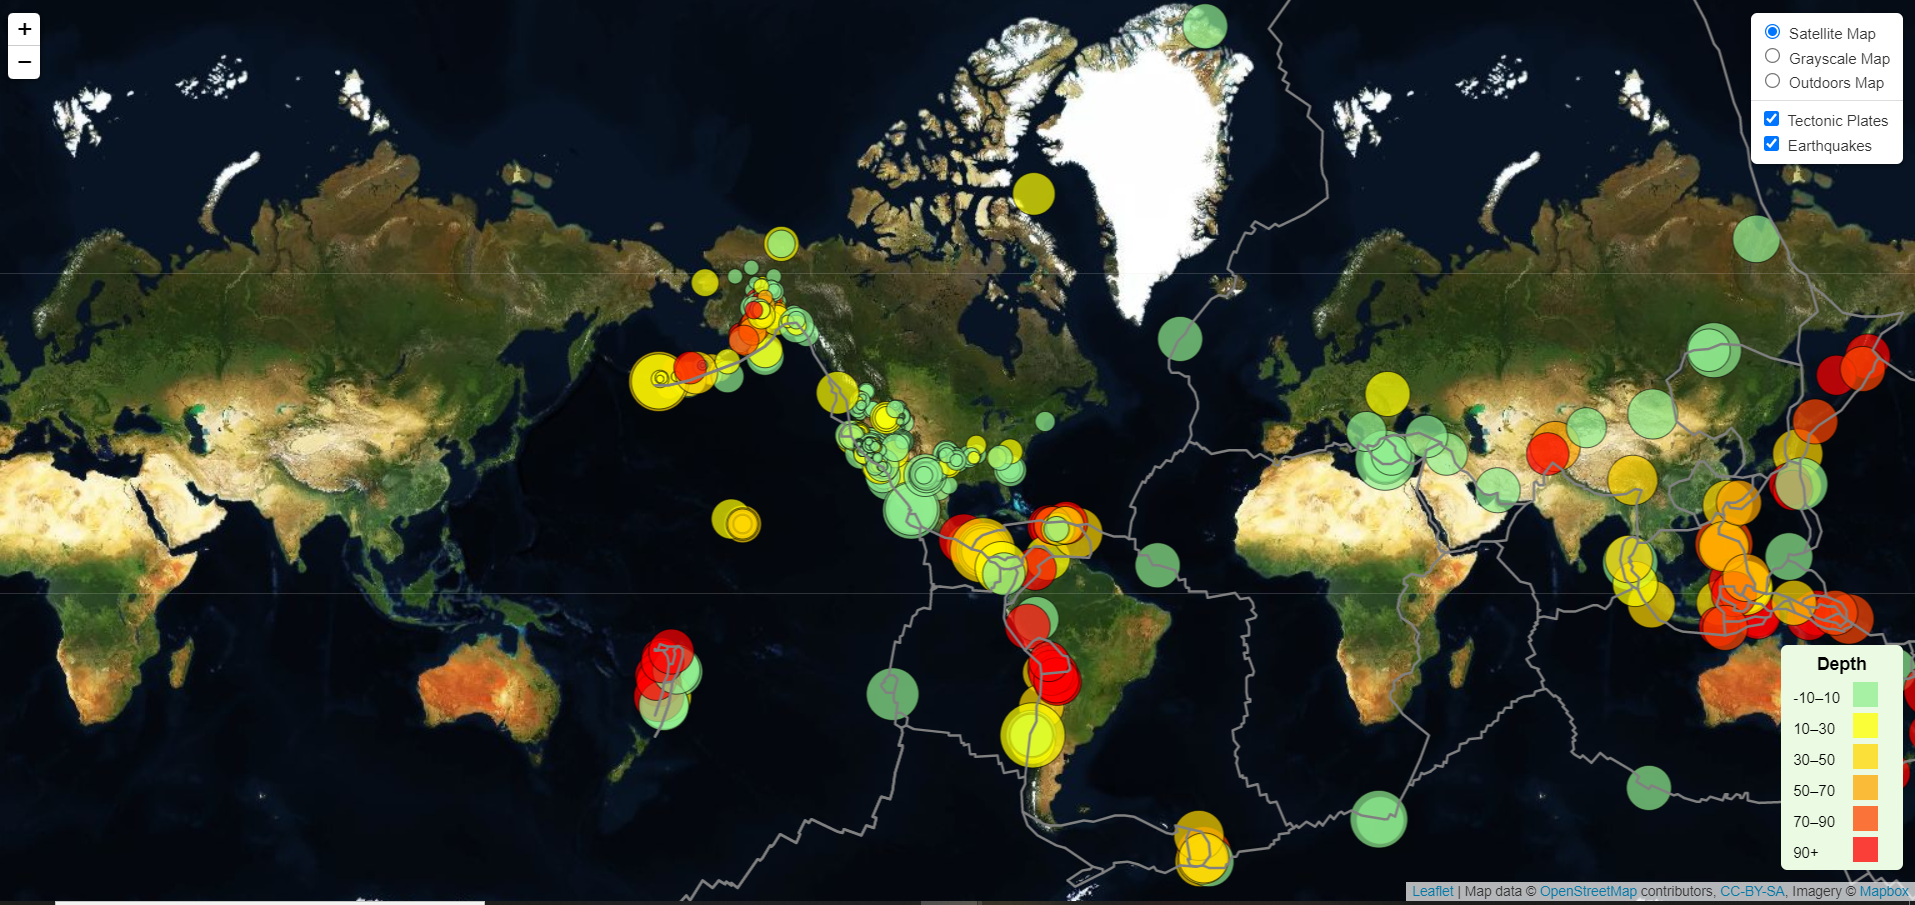 +
−
Satellite Map
Grayscale Map
Outdoors Map
Tectonic Plates
Earthquakes
Depth
-10–10
10–30
30–50
50–70
70–90
90+
Leaflet | Map data © OpenStreetMap contributors, CC-BY-SA, Imagery © Mapbox